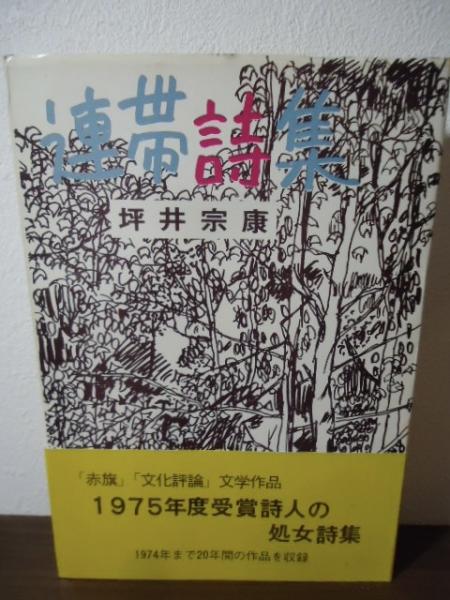 連帯詩集
坪井宗康
「赤旗」「文化評論」文学作品
1975年度受賞詩人の
処女詩集
1974年まで20年間の作品を収録